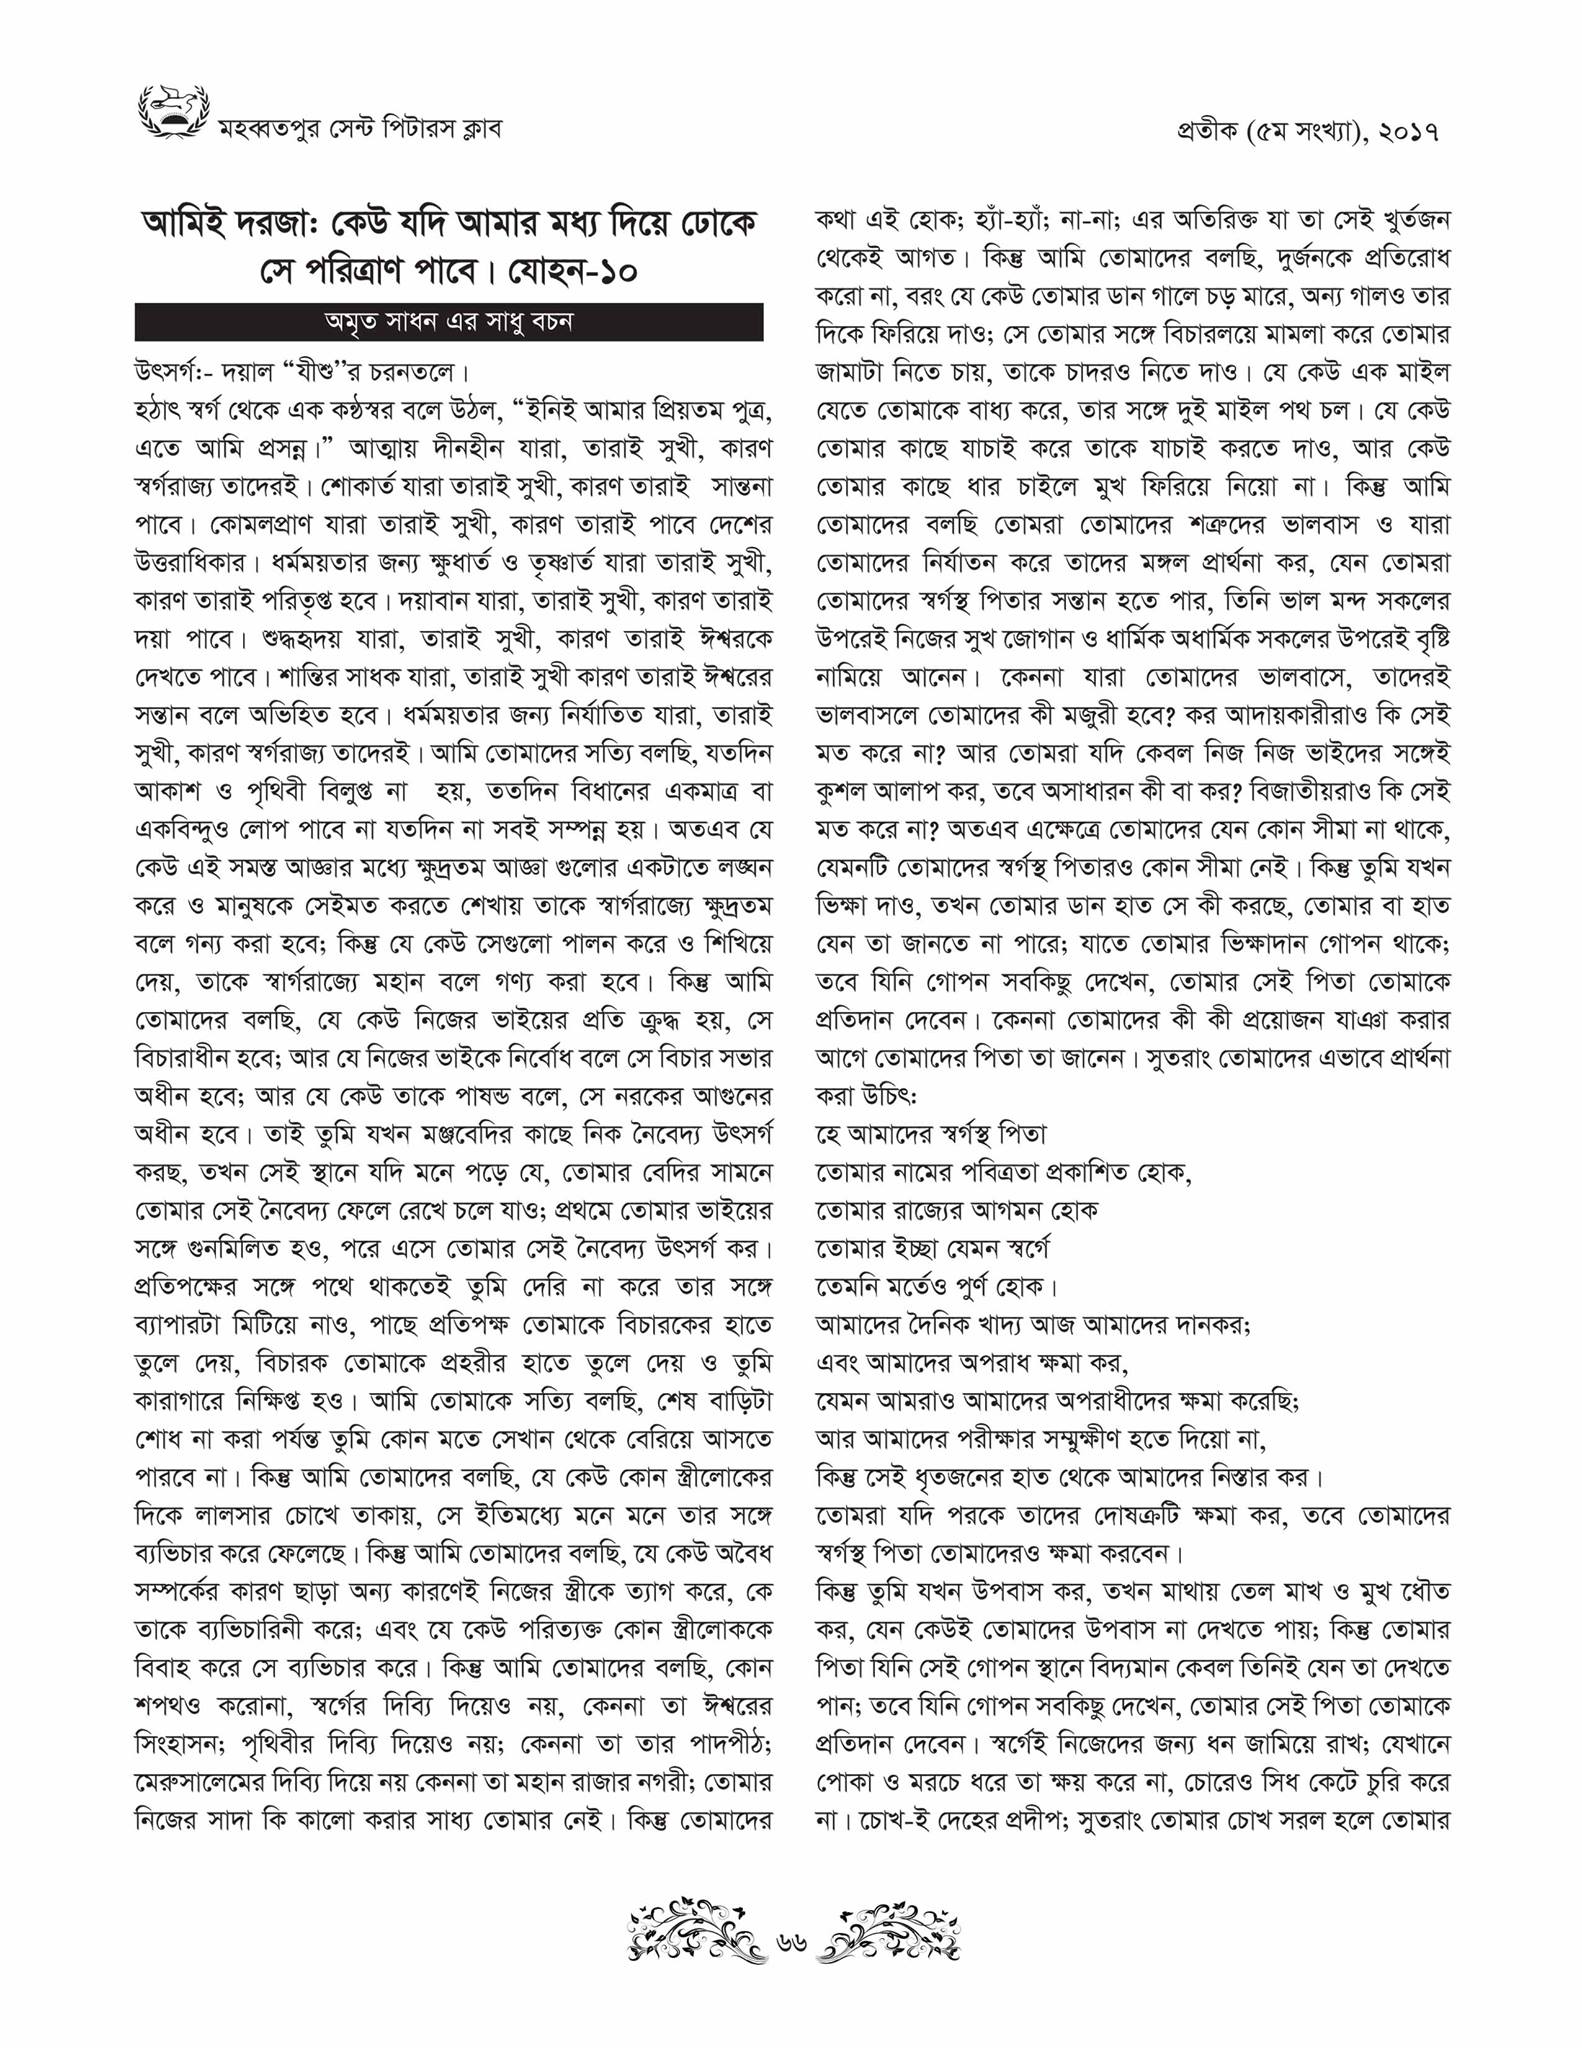 মহব্বতপুর সেন্ট পিটারস ক্লাব
প্রতীক (৫ম সংখ্যা), ২০১৭
আমিই দরজা: কেউ যদি আমার মধ্য দিয়ে ঢোকে
সে পরিত্রাণ পাবে। যোহন-১০
অমৃত সাধন এর সাধু বচন
উৎসর্গ:- দয়াল “যীশু”র চরনতলে।
হঠাৎ স্বর্গ থেকে এক কন্ঠস্বর বলে উঠল, “ইনিই আমার প্রিয়তম পুত্র,
এতে আমি প্রসন্ন।” আত্মায় দীনহীন যারা, তারাই সুখী, কারণ
স্বর্গরাজ্য তাদেরই। শোকার্ত যারা তারাই সুখী, কারণ তারাই সান্তনা
পাবে। কোমলপ্রাণ যারা তারাই সুখী, কারণ তারাই পাবে দেশের
উত্তরাধিকার। ধর্মময়তার জন্য ক্ষুধার্ত ও তৃষ্ণার্ত যারা তারাই সুখী,
কারণ তারাই পরিতৃপ্ত হবে। দয়াবান যারা, তারাই সুখী, কারণ তারাই
দয়া পাবে। শুদ্ধহৃদয় যারা, তারাই সুখী, কারণ তারাই ঈশ্বরকে
দেখতে পাবে। শান্তির সাধক যারা, তারাই সুখী কারণ তারাই ঈশ্বরের
সন্তান বলে অভিহিত হবে। ধর্মময়তার জন্য নির্যাতিত যারা, তারাই
সুখী, কারণ স্বর্গরাজ্য তাদেরই। আমি তোমাদের সত্যি বলছি, যতদিন
আকাশ ও পৃথিবী বিলুপ্ত না হয়, ততদিন বিধানের একমাত্র বা
একবিন্দুও লোপ পাবে না যতদিন না সবই সম্পন্ন হয়। অতএব যে
কেউ এই সমস্ত আজ্ঞার মধ্যে ক্ষুদ্রতম আজ্ঞা গুলোর একটাতে লঙ্ঘন
করে ও মানুষকে সেইমত করতে শেখায় তাকে স্বার্গরাজ্যে ক্ষুদ্রতম
বলে গন্য করা হবে; কিন্তু যে কেউ সেগুলো পালন করে ও শিখিয়ে
দেয়, তাকে স্বার্গরাজ্যে মহান বলে গণ্য করা হবে। কিন্তু আমি
তোমাদের বলছি, যে কেউ নিজের ভাইয়ের প্রতি ক্রুদ্ধ হয়, সে
বিচারাধীন হবে; আর যে নিজের ভাইকে নির্বোধ বলে সে বিচার সভার
অধীন হবে; আর যে কেউ তাকে পাষন্ড বলে, সে নরকের আগুনের
অধীন হবে। তাই তুমি যখন মঞ্জবেদির কাছে নিক নৈবেদ্য উৎসর্গ
করছ, তখন সেই স্থানে যদি মনে পড়ে যে, তোমার বেদির সামনে
তোমার সেই নৈবেদ্য ফেলে রেখে চলে যাও; প্রথমে তোমার ভাইয়ের
সঙ্গে গুনমিলিত হও, পরে এসে তোমার সেই নৈবেদ্য উৎসর্গ কর।
প্রতিপক্ষের সঙ্গে পথে থাকতেই তুমি দেরি না করে তার সঙ্গে
ব্যাপারটা মিটিয়ে নাও, পাছে প্রতিপক্ষ তোমাকে বিচারকের হাতে
তুলে দেয়, বিচারক তোমাকে প্রহরীর হাতে তুলে দেয় ও তুমি
কারাগারে নিক্ষিপ্ত হও। আমি তোমাকে সত্যি বলছি, শেষ বাড়িটা
শোধ না করা পর্যন্ত তুমি কোন মতে সেখান থেকে বেরিয়ে আসতে
পারবে না। কিন্তু আমি তোমাদের বলছি, যে কেউ কোন স্ত্রীলোকের
দিকে লালসার চোখে তাকায়, সে ইতিমধ্যে মনে মনে তার সঙ্গে
ব্যভিচার করে ফেলেছে। কিন্তু আমি তোমাদের বলছি, যে কেউ অবৈধ
সম্পর্কের কারণ ছাড়া অন্য কারণেই নিজের স্ত্রীকে ত্যাগ করে, কে
তাকে ব্যভিচারিনী করে; এবং যে কেউ পরিত্যক্ত কোন স্ত্রীলোককে
বিবাহ করে সে ব্যভিচার করে। কিন্তু আমি তোমাদের বলছি, কোন
শপথও করোনা, স্বর্গের দিব্যি দিয়েও নয়, কেননা তা ঈশ্বরের
সিংহাসন; পৃথিবীর দিব্যি দিয়েও নয়; কেননা তা তার পাদপীঠ;
মেরুসালেমের দিব্যি দিয়ে নয় কেননা তা মহান রাজার নগরী; তোমার
নিজের সাদা কি কালো করার সাধ্য তোমার নেই। কিন্তু তোমাদের
কথা এই হোক; হ্যাঁ-হ্যাঁ; না-না; এর অতিরিক্ত যা তা সেই খুর্তজন
থেকেই আগত। কিন্তু আমি তোমাদের বলছি, দুর্জনকে প্রতিরোধ
করো না, বরং যে কেউ তোমার ডান গালে চড় মারে, অন্য গালও তার
দিকে ফিরিয়ে দাও; সে তোমার সঙ্গে বিচারলয়ে মামলা করে তোমার
জামাটা নিতে চায়, তাকে চাদরও নিতে দাও। যে কেউ এক মাইল
যেতে তোমাকে বাধ্য করে, তার সঙ্গে দুই মাইল পথ চল। যে কেউ
তোমার কাছে যাচাই করে তাকে যাচাই করতে দাও, আর কেউ
তোমার কাছে ধার চাইলে মুখ ফিরিয়ে নিয়ো না। কিন্তু আমি
তোমাদের বলছি তোমরা তোমাদের শত্রুদের ভালবাস ও যারা
তোমাদের নির্যাতন করে তাদের মঙ্গল প্রার্থনা কর, যেন তোমরা
তোমাদের স্বর্গস্থ পিতার সন্তান হতে পার, তিনি ভাল মন্দ সকলের
উপরেই নিজের সুখ জোগান ও ধার্মিক অধার্মিক সকলের উপরেই বৃষ্টি
নামিয়ে আনেন। কেননা যারা তোমাদের ভালবাসে, তাদেরই
ভালবাসলে তোমাদের কী মজুরী হবে? কর আদায়কারীরাও কি সেই
মত করে না? আর তোমরা যদি কেবল নিজ নিজ ভাইদের সঙ্গেই
কুশল আলাপ কর, তবে অসাধারন কী বা কর? বিজাতীয়রাও কি সেই
মত করে না? অতএব এক্ষেত্রে তোমাদের যেন কোন সীমা না থাকে,
যেমনটি তোমাদের স্বর্গস্থ পিতারও কোন সীমা নেই। কিন্তু তুমি যখন
ভিক্ষা দাও, তখন তোমার ডান হাত সে কী করছে, তোমার বা হাত
যেন তা জানতে না পারে; যাতে তোমার ভিক্ষাদান গোপন থাকে;
তবে যিনি গোপন সবকিছু দেখেন, তোমার সেই পিতা তোমাকে
প্রতিদান দেবেন। কেননা তোমাদের কী কী প্রয়োজন যাঞা করার
আগে তোমাদের পিতা তা জানেন। সুতরাং তোমাদের এভাবে প্রার্থনা
করা উচিৎ:
হে আমাদের স্বর্গস্থ পিতা
তোমার নামের পবিত্রতা প্রকাশিত হোক,
তোমার রাজ্যের আগমন হোক
তোমার ইচ্ছা যেমন স্বর্গে
তেমনি মর্তেও পুর্ণ হোক।
আমাদের দৈনিক খাদ্য আজ আমাদের দানকর;
এবং আমাদের অপরাধ ক্ষমা কর,
যেমন আমরাও আমাদের অপরাধীদের ক্ষমা করেছি;
আর আমাদের পরীক্ষার সম্মুক্ষীণ হতে দিয়ো না,
কিন্তু সেই ধৃতজনের হাত থেকে আমাদের নিস্তার কর।
তোমরা যদি পরকে তাদের দোষত্রুটি ক্ষমা কর, তবে তোমাদের
স্বর্গস্থ পিতা তোমাদেরও ক্ষমা করবেন।
কিন্তু তুমি যখন উপবাস কর, তখন মাথায় তেল মাখ ও মুখ ধৌত
কর, যেন কেউই তোমাদের উপবাস না দেখতে পায়; কিন্তু তোমার
পিতা যিনি সেই গোপন স্থানে বিদ্যমান কেবল তিনিই যেন তা দেখতে
পান; তবে যিনি গোপন সবকিছু দেখেন, তোমার সেই পিতা তোমাকে
প্রতিদান দেবেন। স্বর্গেই নিজেদের জন্য ধন জামিয়ে রাখ; যেখানে
পোকা ও মরচে ধরে তা ক্ষয় করে না, চোরেও সিধ কেটে চুরি করে
না। চোখ-ই দেহের প্রদীপ; সুতরাং তোমার চোখ সরল হলে তোমার
৬৬